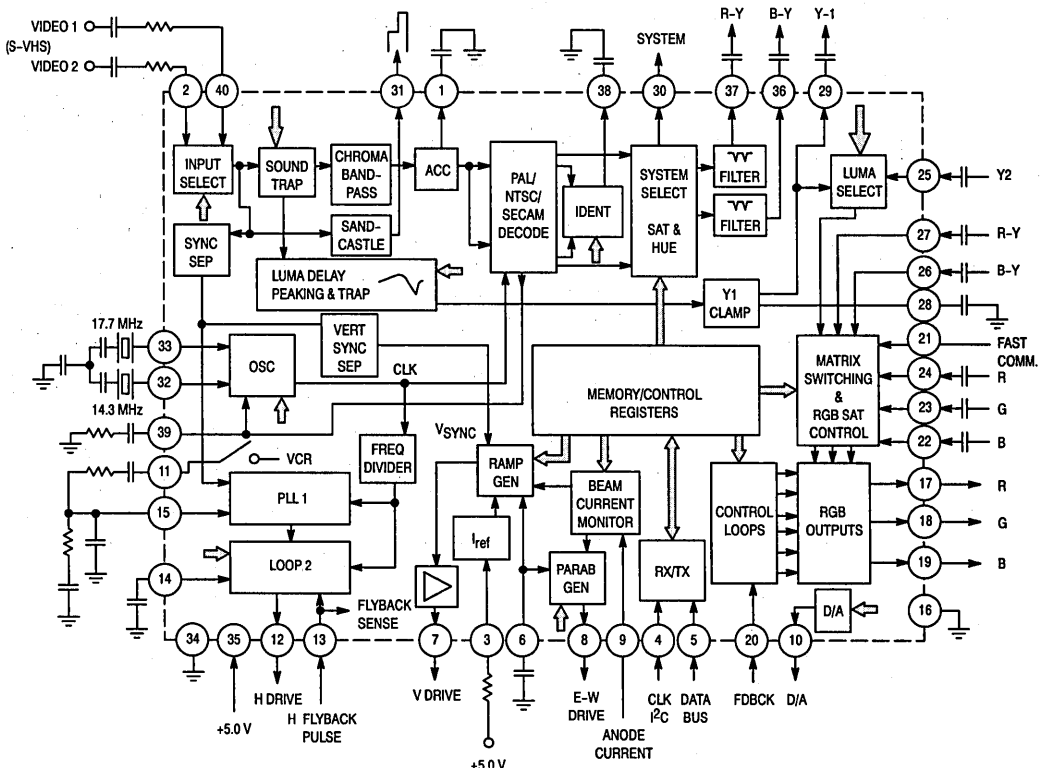 VIDEO 1
(S-VHS)
VIDEO 2
R-Y
B-Y
Y-1
SYSTEM
2
40
31
1
38
30
37
36
29
INPUT
SELECT
SOUND
TRAP
CHROMA
BAND-
PASS
ACC
PAL/
NTSC/
SECAM
DECODE
IDENT
SYSTEM
SELECT
SAT &
HUE
FILTER
FILTER
LUMA
SELECT
25
Y2
SYNC
SEP
SAND-
CASTLE
27
R-Y
LUMA DELAY
PEAKING & TRAP
26
B-Y
Y1
CLAMP
28
17.7 MHz
33
32
14.3 MHz
OSC
VERT
SYNC
SEP
CLK
MEMORY/CONTROL
REGISTERS
MATRIX
SWITCHING
&
RGB SAT
CONTROL
21
FAST
COMM.
24
R
23
G
22
B
39
11
VCR
15
PLL 1
FREQ
DIVIDER
VSYNC
RAMP
GEN
BEAM
CURRENT
MONITOR
CONTROL
LOOPS
RGB
OUTPUTS
17
R
18
G
19
B
14
LOOP 2
Iref
PARAB
GEN
RX/TX
D/A
16
FLYBACK
SENSE
34
35
12
13
7
3
6
8
9
4
5
20
10
+5.0 V
H DRIVE
H FLYBACK
PULSE
V DRIVE
+5.0 V
E-W
DRIVE
ANODE
CURRENT
CLK
I2C
DATA
BUS
FDBCK
D/A